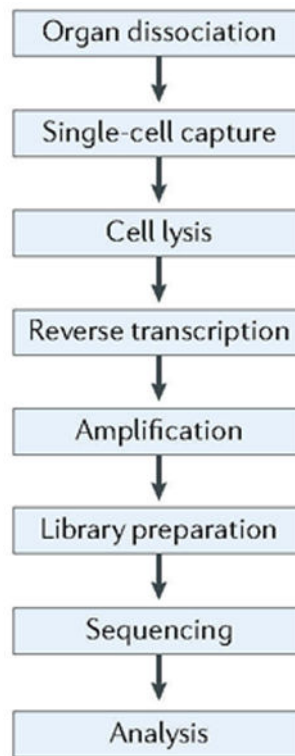 Organ dissociation
Single-cell capture
Cell lysis
Reverse transcription
Amplification
Library preparation
Sequencing
Analysis